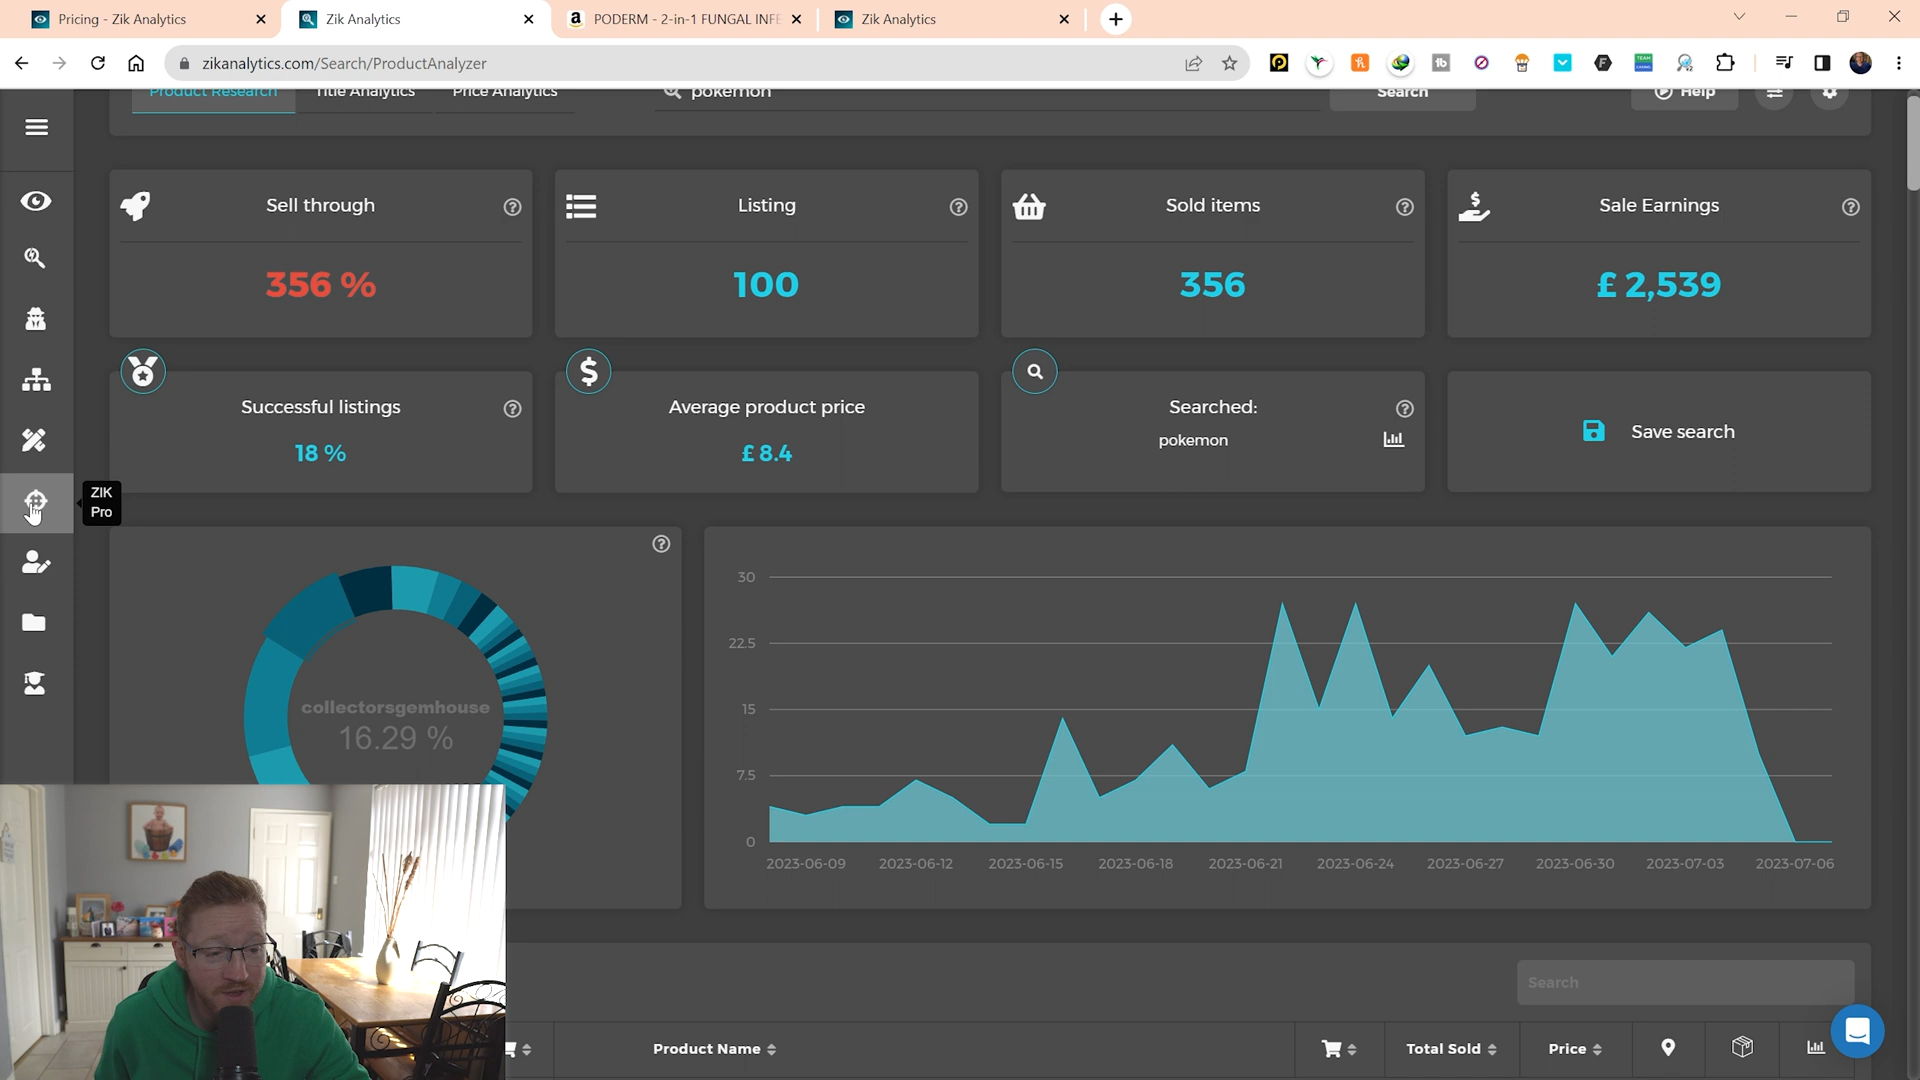 Pricing - Zik Analytics
Zik Analytics
PODERM - 2-in-1 FUNGAL INFE
Zik Analytics
zikanalytics.com/Search/ProductAnalyzer
Product Research
Title Analytics
Price Analytics
pokemon
Search
Help
Sell through
Listing
Sold items
Sale Earnings
356 %
100
356
£ 2,539
Successful listings
Average product price
Searched:
Save search
18 %
£ 8.4
pokemon
ZIK
Pro
collectorsgemhouse
16.29 %
30
22.5
15
7.5
0
2023-06-09
2023-06-12
2023-06-15
2023-06-18
2023-06-21
2023-06-24
2023-06-27
2023-06-30
2023-07-03
2023-07-06
Search
Product Name
Total Sold
Price